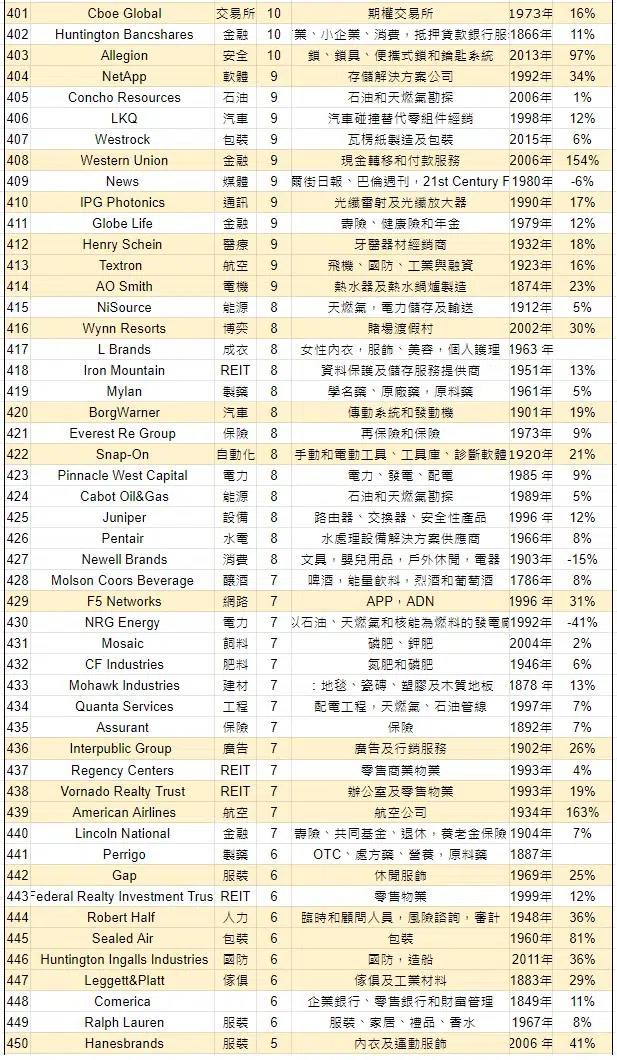 401 Cboe Global 交易所 10 期權交易所 1973年 16%
402 Huntington Bancshares 金融 10 業、小企業、消費，抵押貸款銀行服 1866年 11%
403 Allegion 安全 10 鎖、鎖具、便攜式鎖和鑰匙系統 2013年 97%
404 NetApp 軟體 9 存儲解決方案公司 1992年 34%
405 Concho Resources 石油 9 石油和天燃氣勘探 2006年 1%
406 LKQ 汽車 9 汽車碰撞替代零組件經銷 1998年 12%
407 Westrock 包裝 9 瓦楞紙製造及包裝 2015年 6%
408 Western Union 金融 9 現金轉移和付款服務 2006年 154%
409 News 媒體 9 爾街日報、巴倫週刊，21st Century F 1980年 -6%
410 IPG Photonics 通訊 9 光纖雷射及光纖放大器 1990年 17%
411 Globe Life 金融 9 壽險、健康險和年金 1979年 12%
412 Henry Schein 醫療 9 牙醫器材經銷商 1932年 18%
413 Textron 航空 9 飛機、國防、工業與融資 1923年 16%
414 AO Smith 電機 9 熱水器及熱水鍋爐製造 1874年 23%
415 NiSource 能源 8 天燃氣，電力儲存及輸送 1912年 5%
416 Wynn Resorts 博奕 8 賭場渡假村 2002年 30%
417 L Brands 成衣 8 女性內衣，服飾、美容，個人護理 1963 年
418 Iron Mountain REIT 8 資料保護及儲存服務提供商 1951年 13%
419 Mylan 製藥 8 學名藥、原廠藥，原料藥 1961年 5%
420 BorgWarner 汽車 8 傳動系統和發動機 1901年 19%
421 Everest Re Group 保險 8 再保險和保險 1973年 9%
422 Snap-On 自動化 8 手動和電動工具、工具庫、診斷軟體 1920年 21%
423 Pinnacle West Capital 電力 8 電力、發電、配電 1985 年 9%
424 Cabot Oil&Gas 能源 8 石油和天燃氣勘探 1989年 5%
425 Juniper 設備 8 路由器、交換器、安全性產品 1996 年 12%
426 Pentair 水電 8 水處理設備解決方案供應商 1966年 8%
427 Newell Brands 消費 8 文具，嬰兒用品，戶外休閒，電器 1903年 -15%
428 Molson Coors Beverage 釀酒 7 啤酒，能量飲料，烈酒和葡萄酒 1786年 8%
429 F5 Networks 網路 7 APP，ADN 1996 年 31%
430 NRG Energy 電力 7 以石油、天燃氣和核能為燃料的發電廠 1992年 -41%
431 Mosaic 飼料 7 磷肥、鉀肥 2004年 2%
432 CF Industries 肥料 7 氮肥和磷肥 1946年 6%
433 Mohawk Industries 建材 7 ：地毯、瓷磚、塑膠及木質地板 1878 年 13%
434 Quanta Services 工程 7 配電工程，天燃氣、石油管線 1997年 7%
435 Assurant 保險 7 保險 1892年 7%
436 Interpublic Group 廣告 7 廣告及行銷服務 1902年 26%
437 Regency Centers REIT 7 零售商業物業 1993年 4%
438 Vornado Realty Trust REIT 7 辦公室及零售物業 1993年 19%
439 American Airlines 航空 7 航空公司 1934年 163%
440 Lincoln National 金融 7 壽險、共同基金、退休，養老金保險 1904年 7%
441 Perrigo 製藥 6 OTC、處方藥、營養，原料藥 1887年
442 Gap 服裝 6 休閒服飾 1969年 25%
443 Federal Realty Investment Trus REIT 6 零售物業 1999年 12%
444 Robert Half 人力 6 臨時和顧問人員，風險諮詢，審計 1948年 36%
445 Sealed Air 包裝 6 包裝 1960年 81%
446 Huntington Ingalls Industries 國防 6 國防，造船 2011年 36%
447 Leggett&Platt 傢俱 6 傢俱及工業材料 1883年 29%
448 Comerica 6 企業銀行、零售銀行和財富管理 1849年 11%
449 Ralph Lauren 服裝 6 服裝、家居、禮品、香水 1967年 8%
450 Hanesbrands 服裝 5 內衣及運動服飾 2006 年 41%